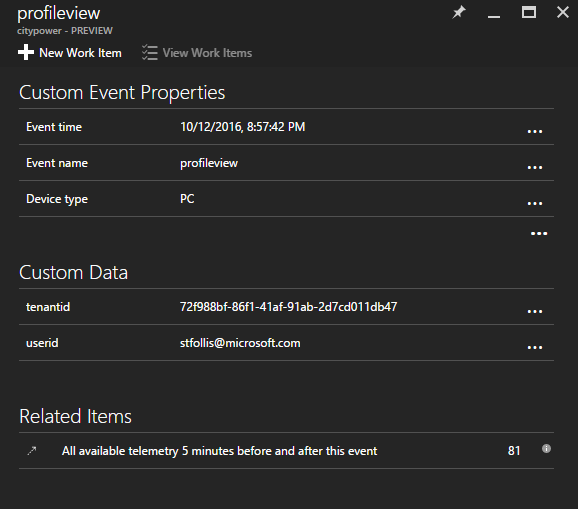 profileview
citypower - PREVIEW
New Work Item View Work Items
Custom Event Properties
Event time 10/12/2016, 8:57:42 PM ...
Event name profileview ...
Device type PC ...
...
Custom Data
tenantid 72f988bf-86f1-41af-91ab-2d7cd011db47 ...
userid stfollis@microsoft.com ...
Related Items
All available telemetry 5 minutes before and after this event 81